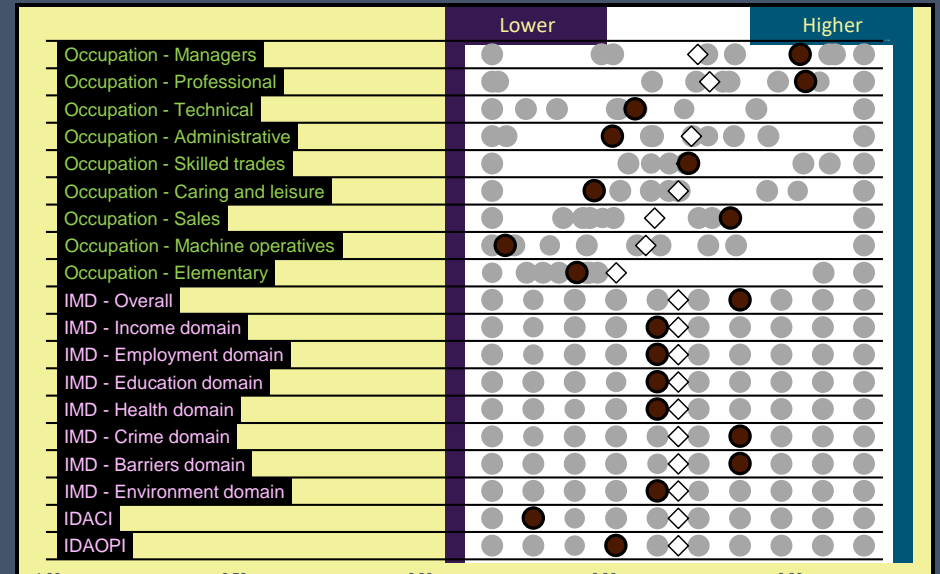 Lower Higher
Occupation - Managers
Occupation - Professional
Occupation - Technical
Occupation - Administrative
Occupation - Skilled trades
Occupation - Caring and leisure
Occupation - Sales
Occupation - Machine operatives
Occupation - Elementary
IMD - Overall
IMD - Income domain
IMD - Employment domain
IMD - Education domain
IMD - Health domain
IMD - Crime domain
IMD - Barriers domain
IMD - Environment domain
IDACI
IDAOPI